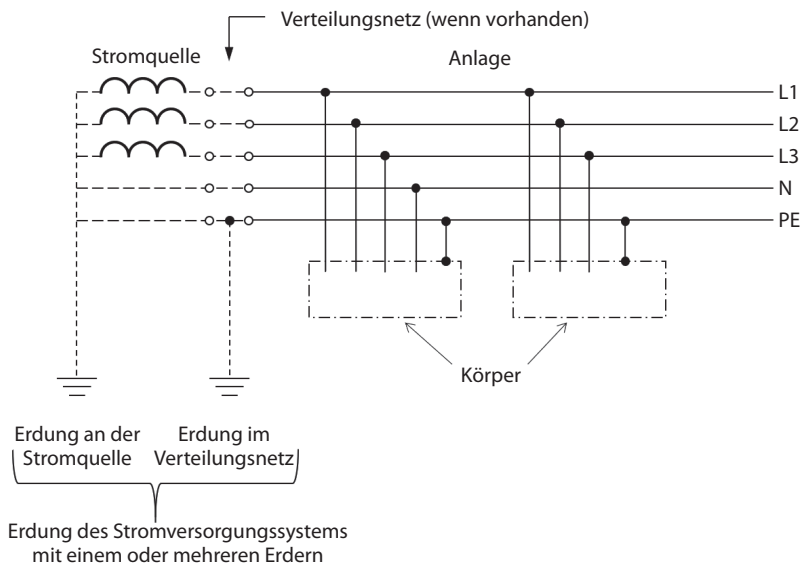 Verteilungsnetz (wenn vorhanden)
Stromquelle
Anlage
L1
L2
L3
N
PE
Körper
Erdung an der
Stromquelle
Erdung im
Verteilungsnetz
Erdung des Stromversorgungssystems
mit einem oder mehreren Erdern